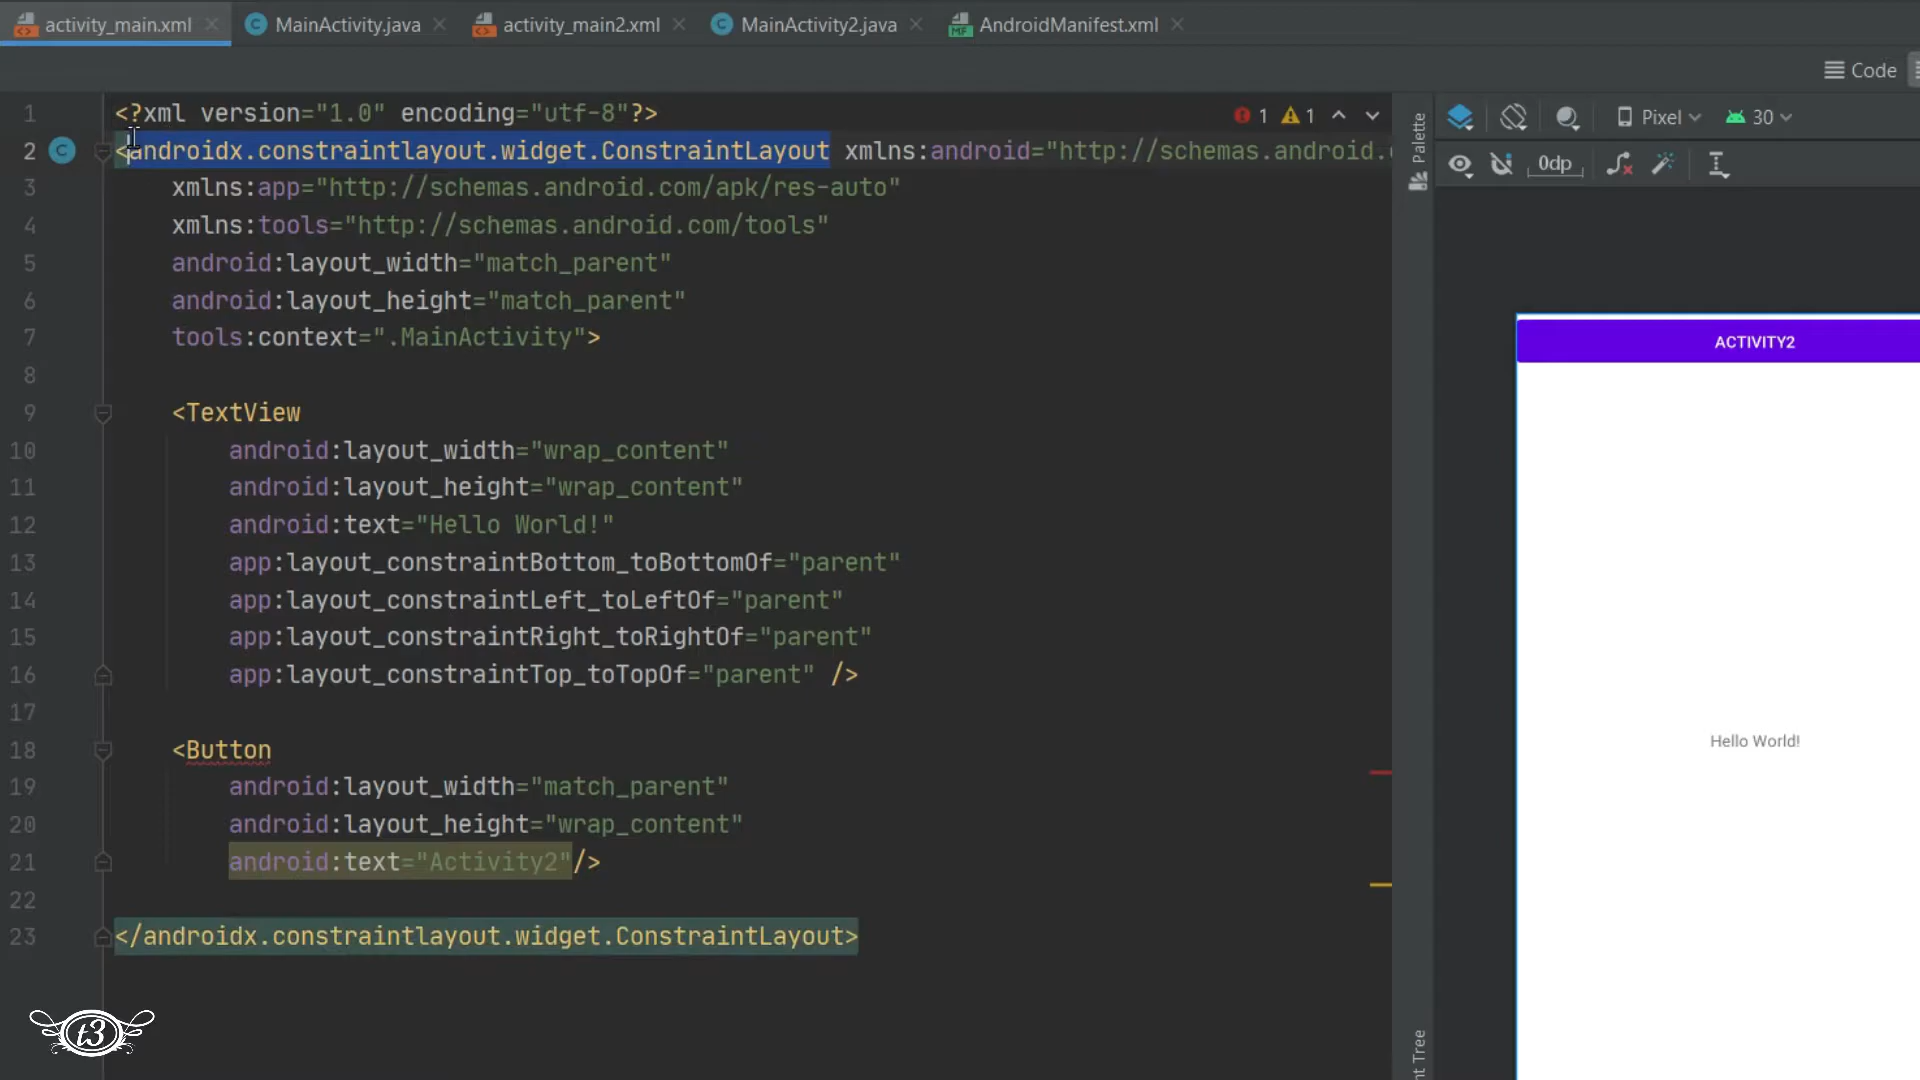 activity_main.xml MainActivity.java activity_main2.xml MainActivity2.java AndroidManifest.xml
Code
1 <?xml version="1.0" encoding="utf-8"?> 1 1
2 <androidx.constraintlayout.widget.ConstraintLayout xmlns:android="http://schemas.android.
3 xmlns:app="http://schemas.android.com/apk/res-auto"
4 xmlns:tools="http://schemas.android.com/tools"
5 android:layout_width="match_parent"
6 android:layout_height="match_parent"
7 tools:context=".MainActivity">
8
9 <TextView
10 android:layout_width="wrap_content"
11 android:layout_height="wrap_content"
12 android:text="Hello World!"
13 app:layout_constraintBottom_toBottomOf="parent"
14 app:layout_constraintLeft_toLeftOf="parent"
15 app:layout_constraintRight_toRightOf="parent"
16 app:layout_constraintTop_toTopOf="parent" />
17
18 <Button
19 android:layout_width="match_parent"
20 android:layout_height="wrap_content"
21 android:text="Activity2"/>
22
23 </androidx.constraintlayout.widget.ConstraintLayout>
Palette
Pixel 30
0dp
ACTIVITY2
Hello World!
nt Tree
t3